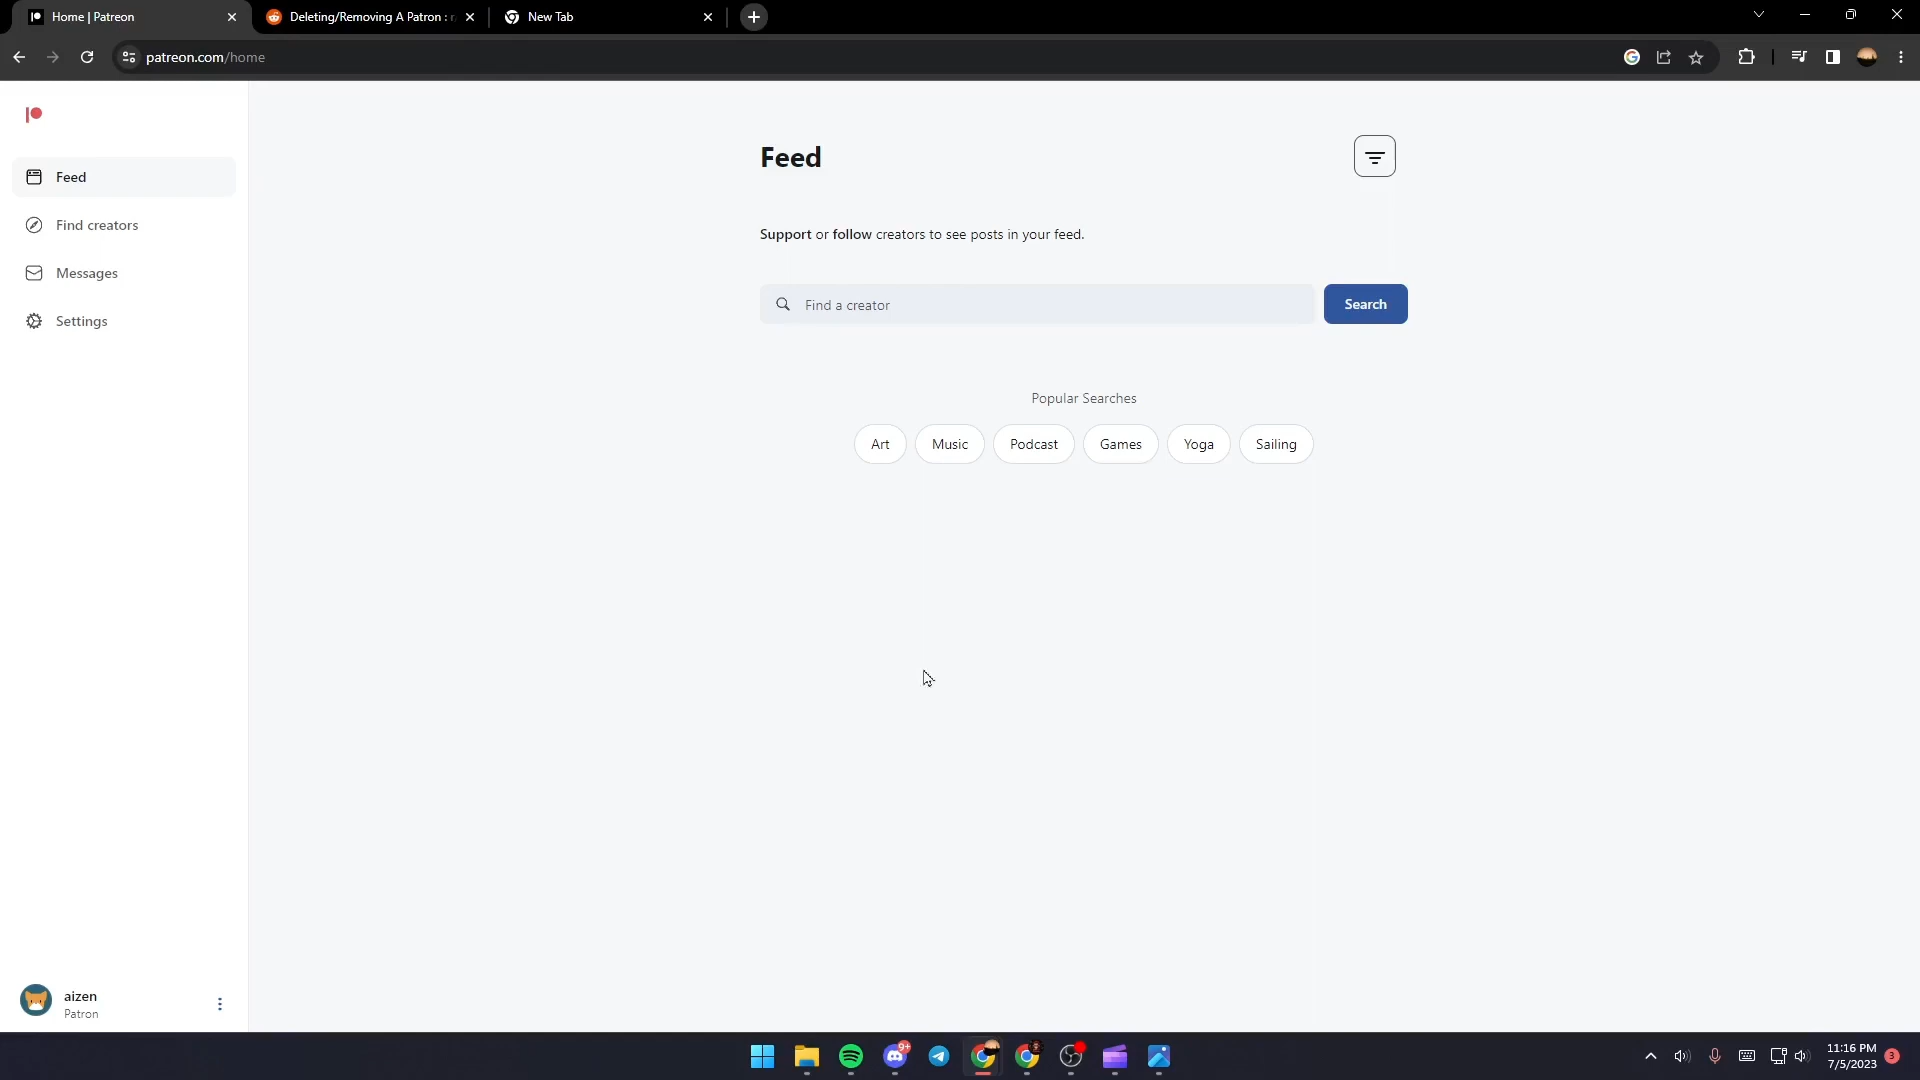 Home | Patreon
Deleting/Removing A Patron : r/
New Tab
patreon.com/home
Feed
Find creators
Messages
Settings
Feed
Support or follow creators to see posts in your feed.
Find a creator
Search
Popular Searches
Art
Music
Podcast
Games
Yoga
Sailing
aizen
Patron
9+
11:16 PM
7/5/2023
3